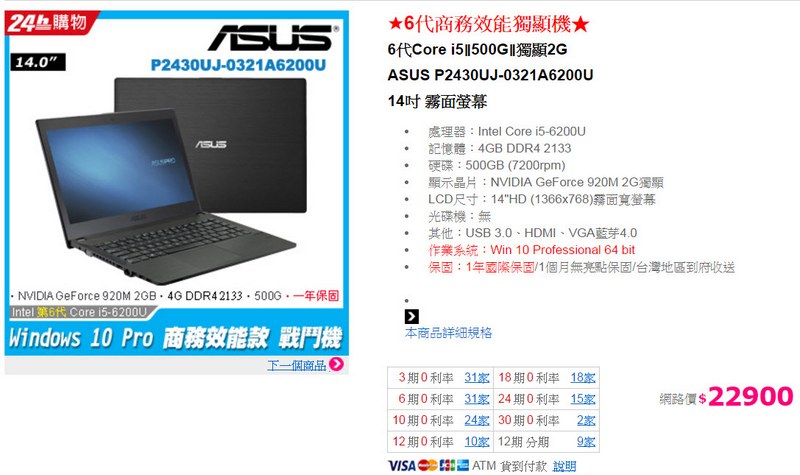 24h購物
ASUS
14.0"
P2430UJ-0321A6200U
ASUS
ASUS
・NVIDIA GeForce 920M 2GB・4G DDR4 2133・500G・一年保固
Intel 第6代 Core i5-6200U
Windows 10 Pro 商務效能款 戰鬥機
下一個商品
★6代商務效能獨顯機★
6代Core i5∥500G∥獨顯2G
ASUS P2430UJ-0321A6200U
14吋 霧面螢幕
• 處理器：Intel Core i5-6200U
• 記憶體：4GB DDR4 2133
• 硬碟：500GB (7200rpm)
• 顯示晶片：NVIDIA GeForce 920M 2G獨顯
• LCD尺寸：14"HD (1366x768)霧面寬螢幕
• 光碟機：無
• 其他：USB 3.0、HDMI、VGA藍芽4.0
• 作業系統：Win 10 Professional 64 bit
• 保固：1年國際保固/1個月無亮點保固/台灣地區到府收送
•
本商品詳細規格
3期0利率 31家 18期0利率 18家
6期0利率 31家 24期0利率 15家
10期0利率 24家 30期0利率 2家
12期0利率 10家 12期 分期 9家
網路價$22900
VISA JCB ATM 貨到付款 說明